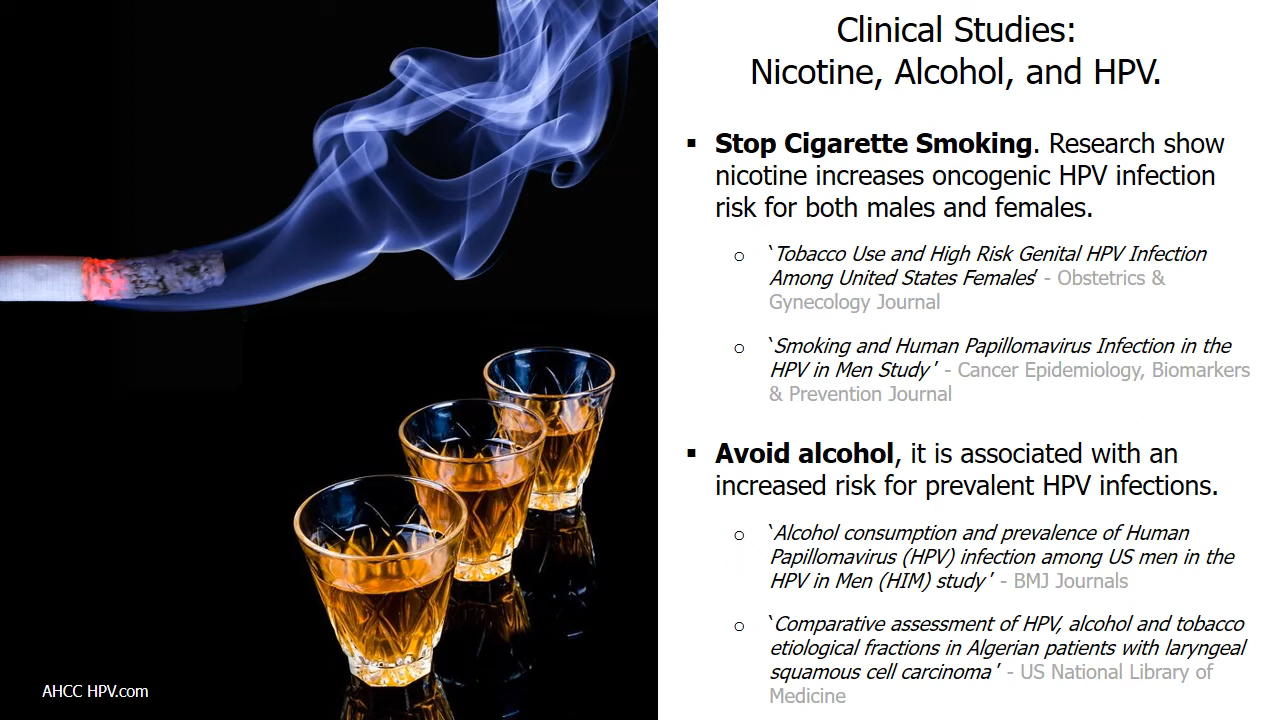 Clinical Studies:
Nicotine, Alcohol, and HPV.
▪ Stop Cigarette Smoking. Research show
nicotine increases oncogenic HPV infection
risk for both males and females.
o ‘Tobacco Use and High Risk Genital HPV Infection
Among United States Females’ - Obstetrics &
Gynecology Journal
o ‘Smoking and Human Papillomavirus Infection in the
HPV in Men Study’ - Cancer Epidemiology, Biomarkers
& Prevention Journal
▪ Avoid alcohol, it is associated with an
increased risk for prevalent HPV infections.
o ‘Alcohol consumption and prevalence of Human
Papillomavirus (HPV) infection among US men in the
HPV in Men (HIM) study’ - BMJ Journals
o ‘Comparative assessment of HPV, alcohol and tobacco
etiological fractions in Algerian patients with laryngeal
squamous cell carcinoma’ - US National Library of
Medicine
AHCC HPV.com